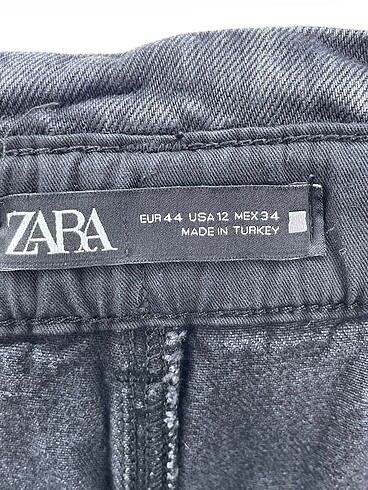 ZARA
EUR 44 USA 12 MEX 34
MADE IN TURKEY